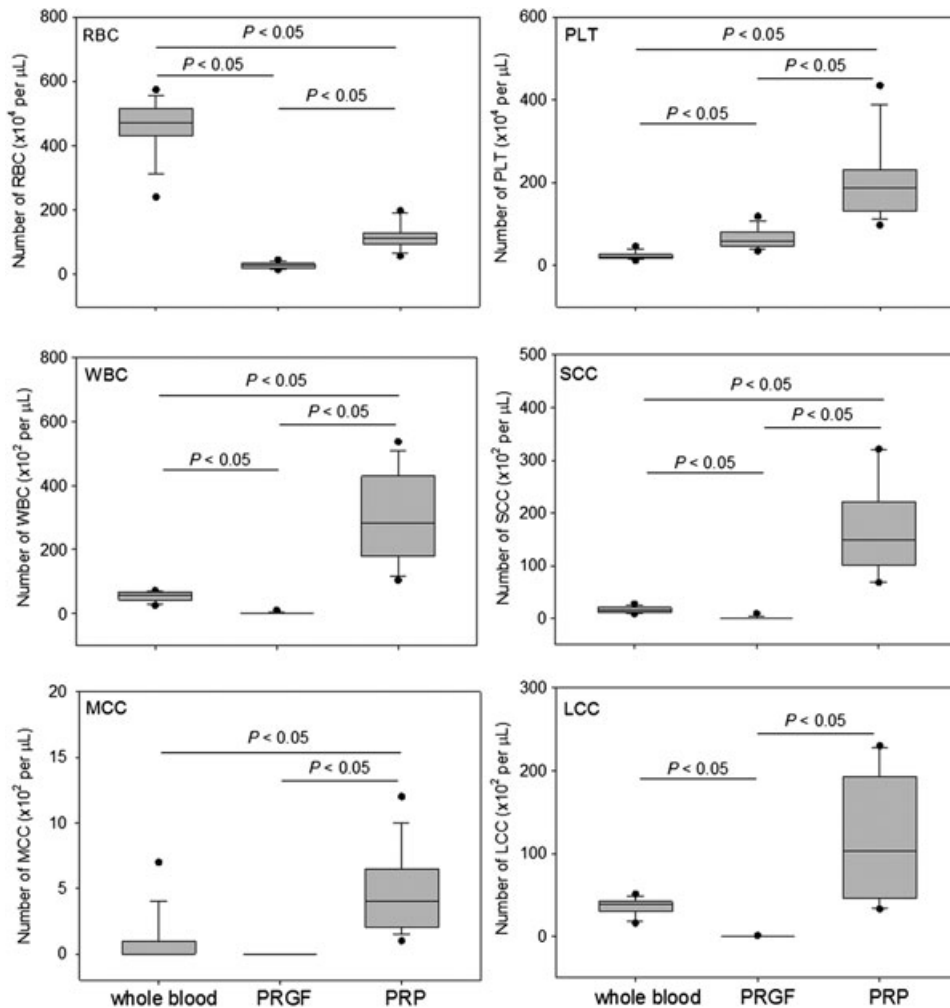 RBC
Number of RBC (x10⁴ per µL)
800
600
400
200
0
P < 0.05
P < 0.05
P < 0.05
PLT
Number of PLT (x10⁴ per µL)
600
400
200
0
P < 0.05
P < 0.05
P < 0.05
WBC
Number of WBC (x10² per µL)
800
600
400
200
0
P < 0.05
P < 0.05
P < 0.05
SCC
Number of SCC (x10² per µL)
500
400
300
200
100
0
P < 0.05
P < 0.05
P < 0.05
MCC
Number of MCC (x10² per µL)
20
15
10
5
0
P < 0.05
P < 0.05
whole blood PRGF PRP
LCC
Number of LCC (x10² per µL)
300
200
100
0
P < 0.05
P < 0.05
whole blood PRGF PRP